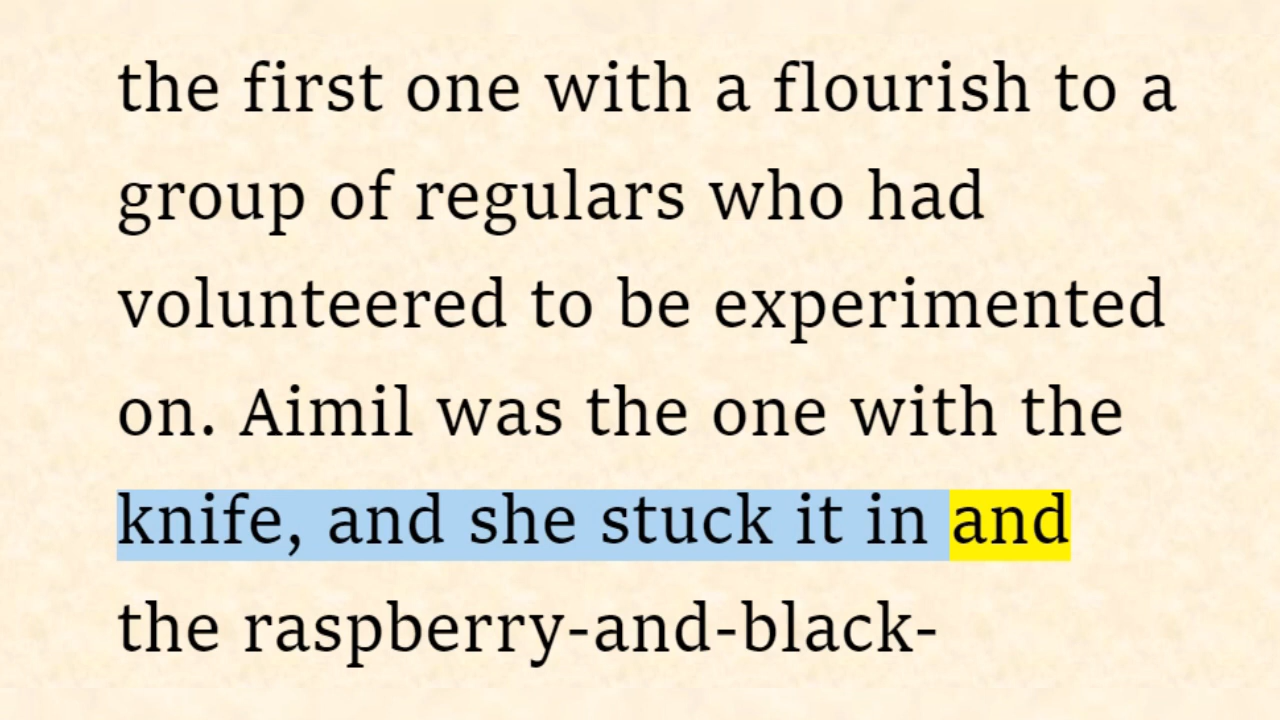 the first one with a flourish to a
group of regulars who had
volunteered to be experimented
on. Aimil was the one with the
knife, and she stuck it in and
the raspberry-and-black-